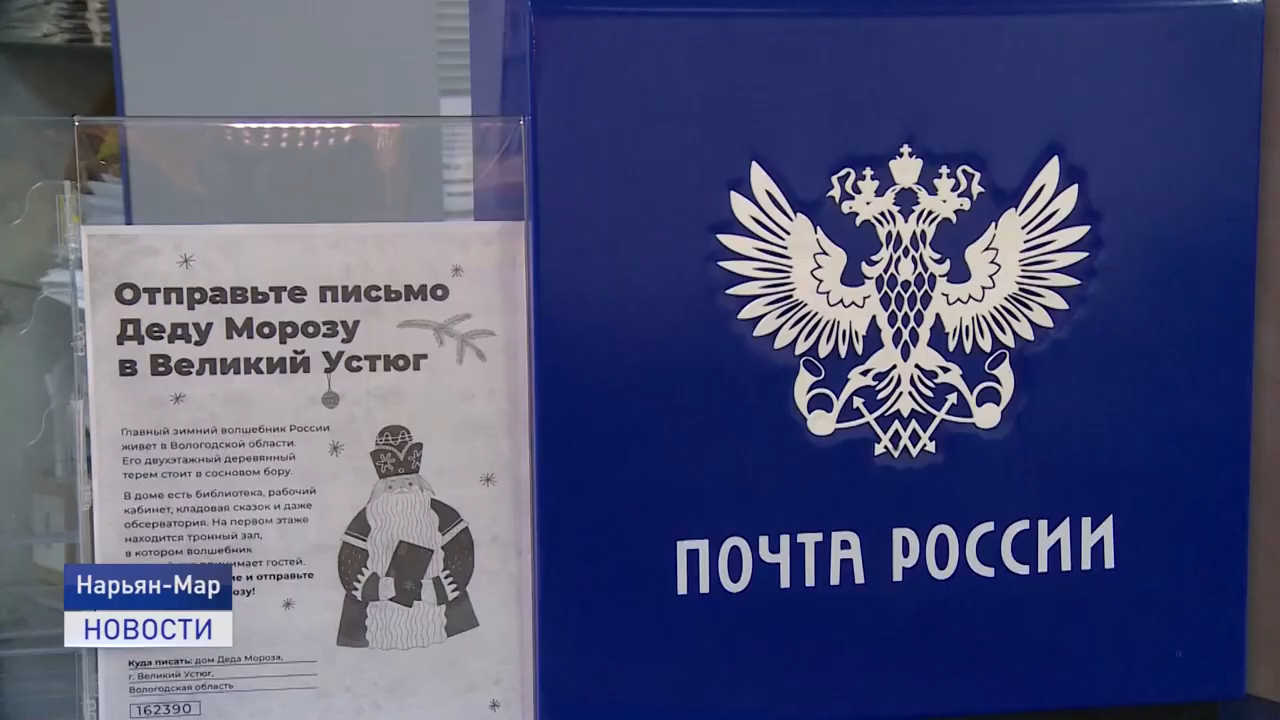 Отправьте письмо
Деду Морозу
в Великий Устюг
Главный зимний волшебник России
живет в Вологодской области.
Его двухэтажный деревянный
терем стоит в сосновом бору.
В доме есть библиотека, рабочий
кабинет, кладовая сказок и даже
обсерватория. На первом этаже
находится тронный зал,
в котором волшебник
гостей.
и отправьте
Куда писать: дом Деда Мороза,
г. Великий Устюг,
Вологодская область
162390
ПОЧТА РОССИИ
Нарьян-Мар
НОВОСТИ